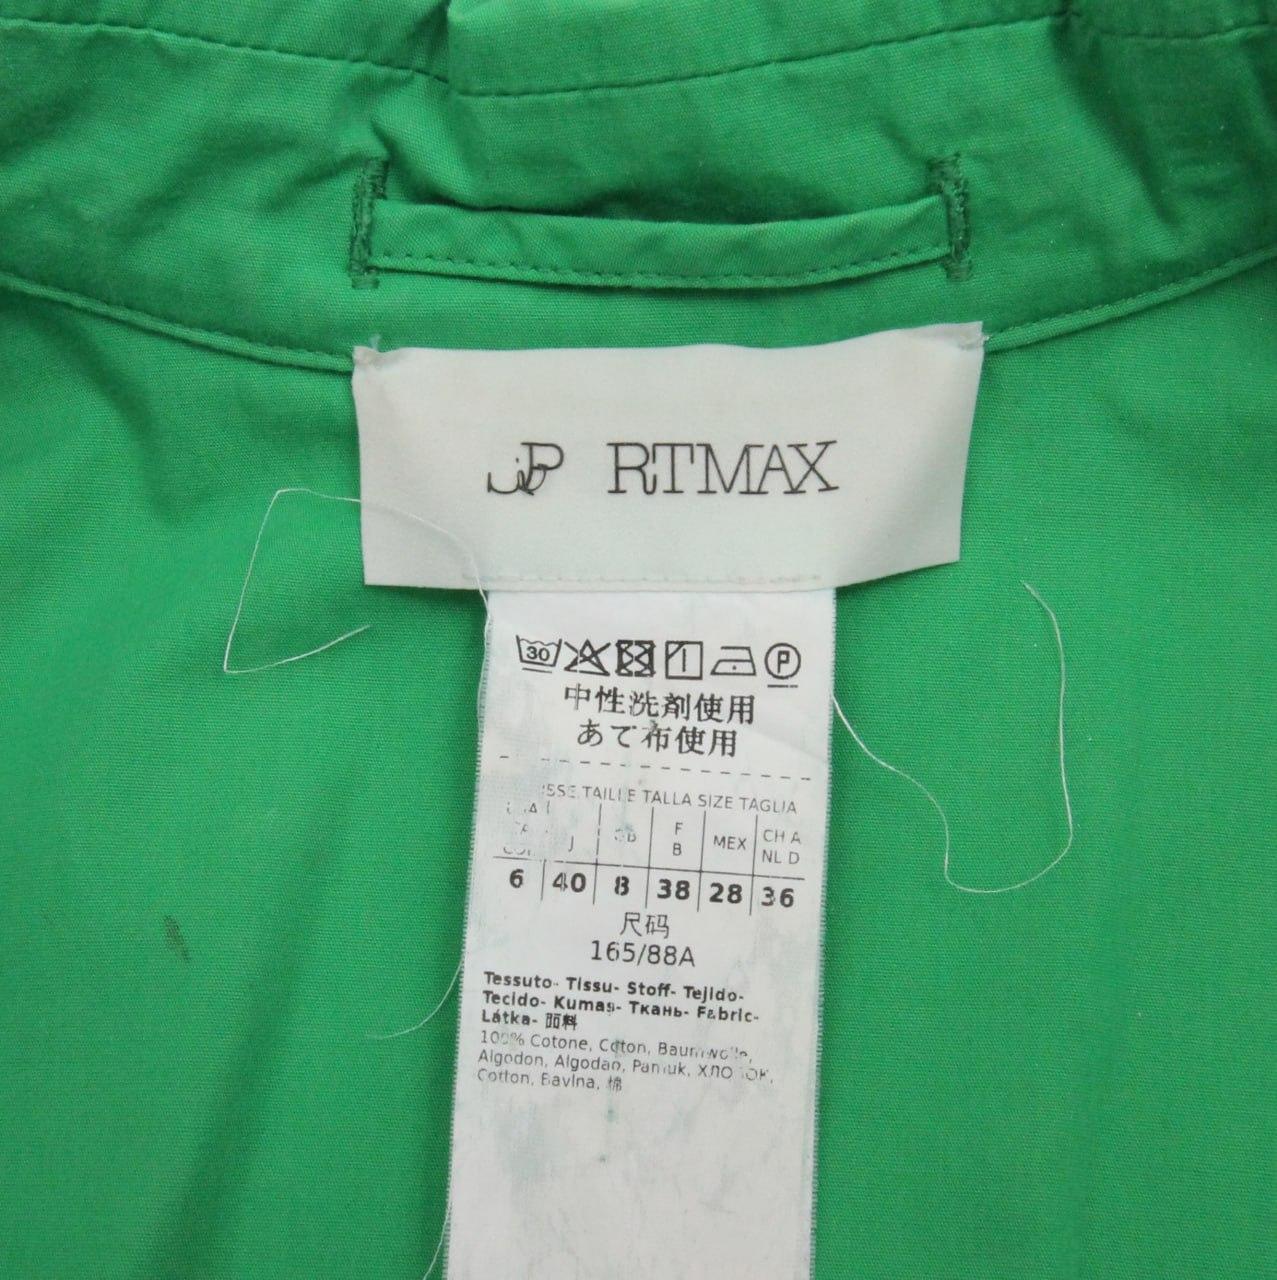 RTMAX
30 P
中性洗剤使用
あて布使用
TAILLE TALLA SIZE TAGLIA
F MEX CH A
B NL D
6 40 8 38 28 36
尺码
165/88A
Tessuto- Tissu- Stoff- Tejido-
Tecido- Kumaş- Ткань- Fabric-
Látka- 面料
100% Cotone, Coton, Baumwolle,
Algodon, Algodao, Pamuk, ХЛОПОК,
Cotton, Bavlna, 棉